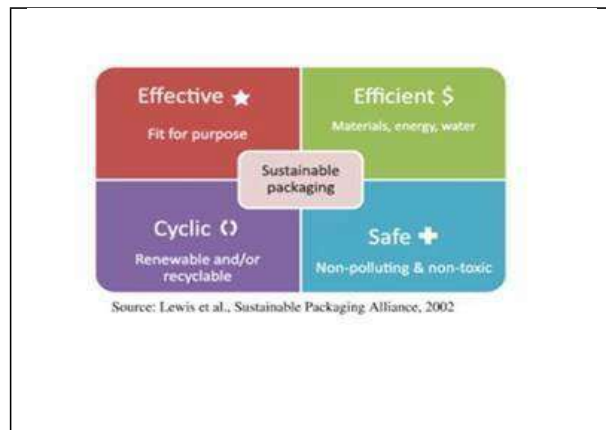 Effective ★
Fit for purpose
Efficient $
Materials, energy, water
Sustainable
packaging
Cyclic
Renewable and/or
recyclable
Safe
Non-polluting & non-toxic
Source: Lewis et al., Sustainable Packaging Alliance, 2002